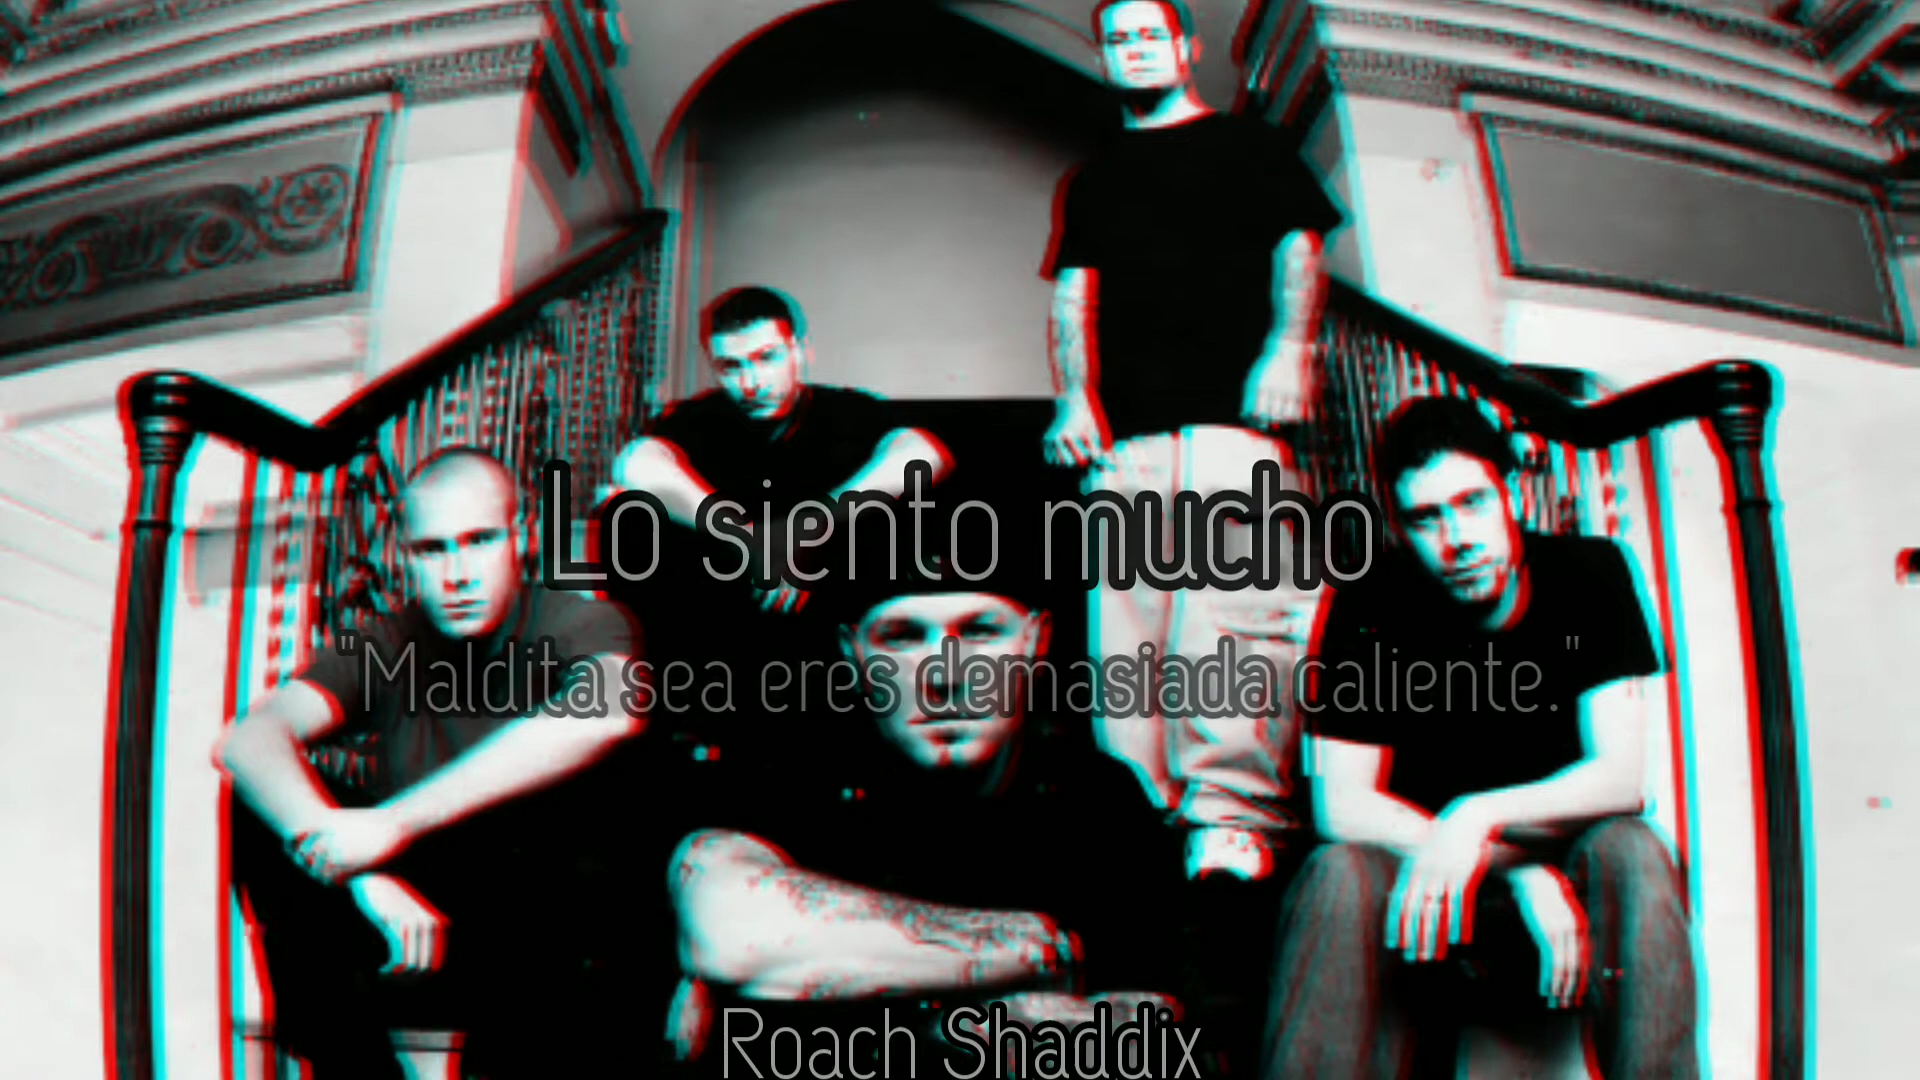 Lo siento mucho
"Maldita sea eres demasiada caliente."
Roach Shaddix